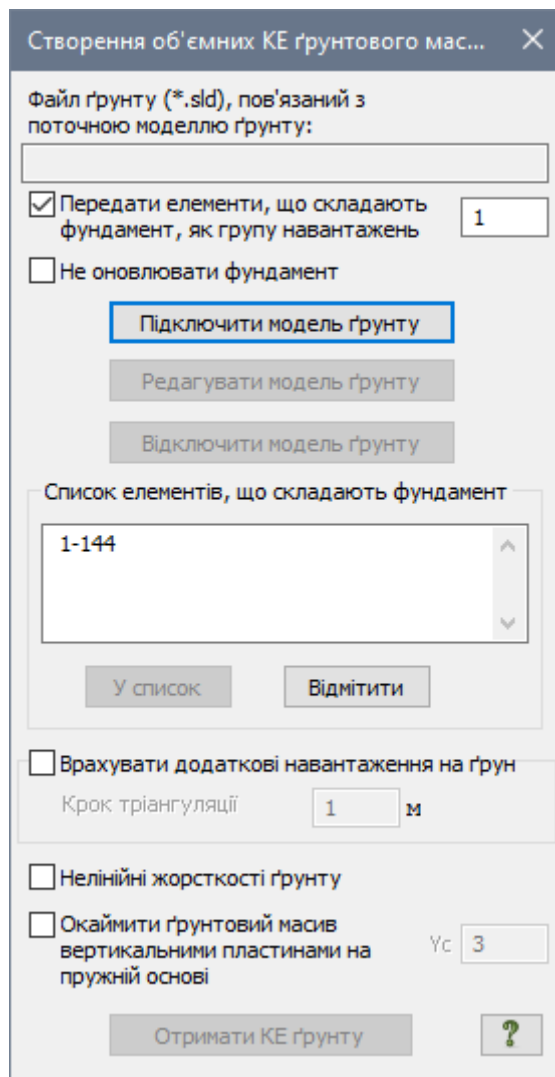 Створення об'ємних КЕ ґрунтового мас...
Файл ґрунту (*.sld), пов'язаний з
поточною моделлю ґрунту:
Передати елементи, що складають
фундамент, як групу навантажень
1
Не оновлювати фундамент
Підключити модель ґрунту
Редагувати модель ґрунту
Відключити модель ґрунту
Список елементів, що складають фундамент
1-144
У список
Відмітити
Врахувати додаткові навантаження на ґрун
Крок тріангуляції
1
м
Нелінійні жорсткості ґрунту
Окаймити ґрунтовий масив
вертикальними пластинами на
пружній основі
Yc
3
Отримати КЕ ґрунту
?